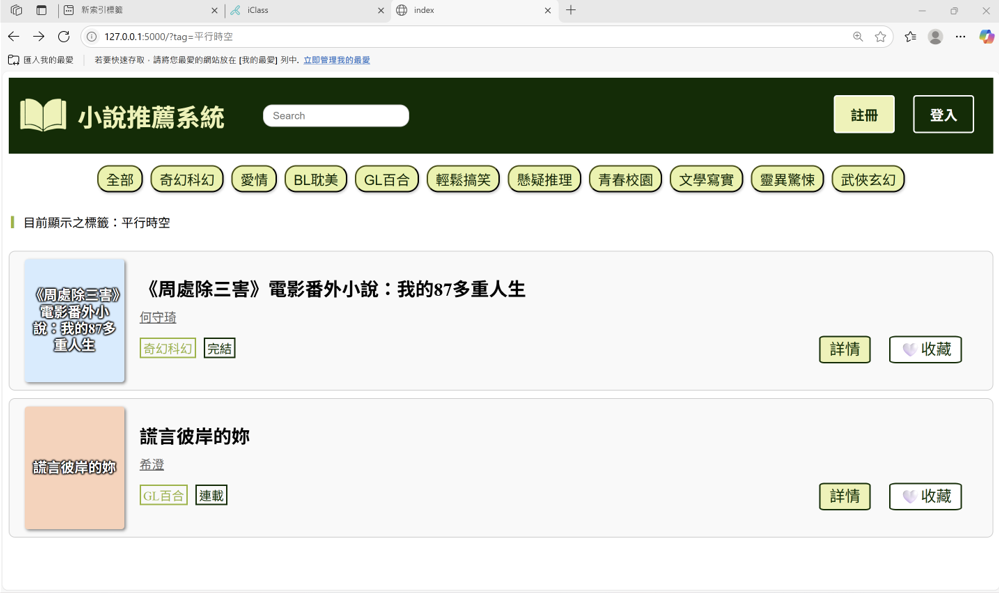 新索引標籤
iClass
index
127.0.0.1:5000/?tag=平行時空
匯入我的最愛
若要快速存取，請將您最愛的網站放在 [我的最愛] 列中. 立即管理我的最愛
小說推薦系統
Search
註冊
登入
全部 奇幻科幻 愛情 BL耽美 GL百合 輕鬆搞笑 懸疑推理 青春校園 文學寫實 靈異驚悚 武俠玄幻
目前顯示之標籤：平行時空
《周處除三害》
電影番外小
說：我的87多
重人生
《周處除三害》電影番外小說：我的87多重人生
何守琦
奇幻科幻 完結
詳情 收藏
謊言彼岸的妳
謊言彼岸的妳
希澄
GL百合 連載
詳情 收藏